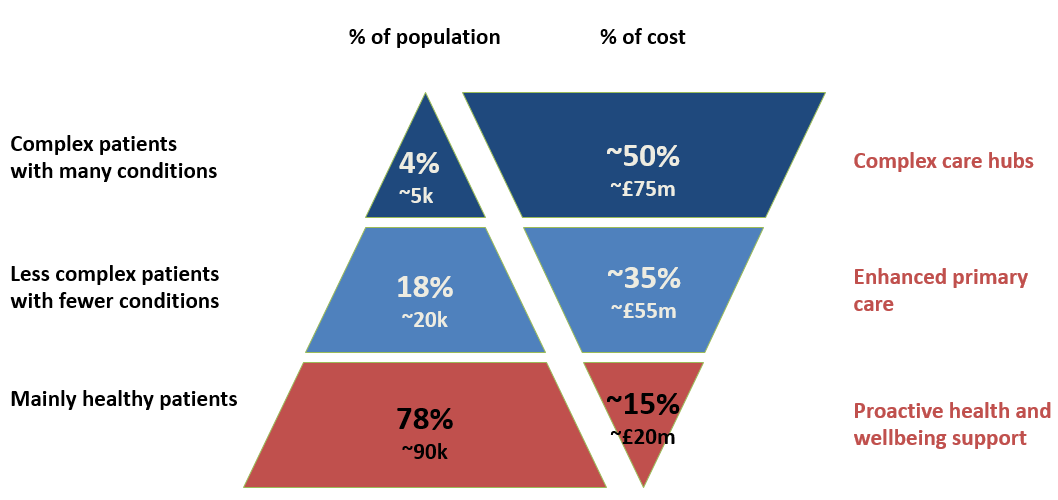 % of population
% of cost
Complex patients
with many conditions
4%
~5k
~50%
~£75m
Complex care hubs
Less complex patients
with fewer conditions
18%
~20k
~35%
~£55m
Enhanced primary
care
Mainly healthy patients
78%
~90k
~15%
~£20m
Proactive health and
wellbeing support